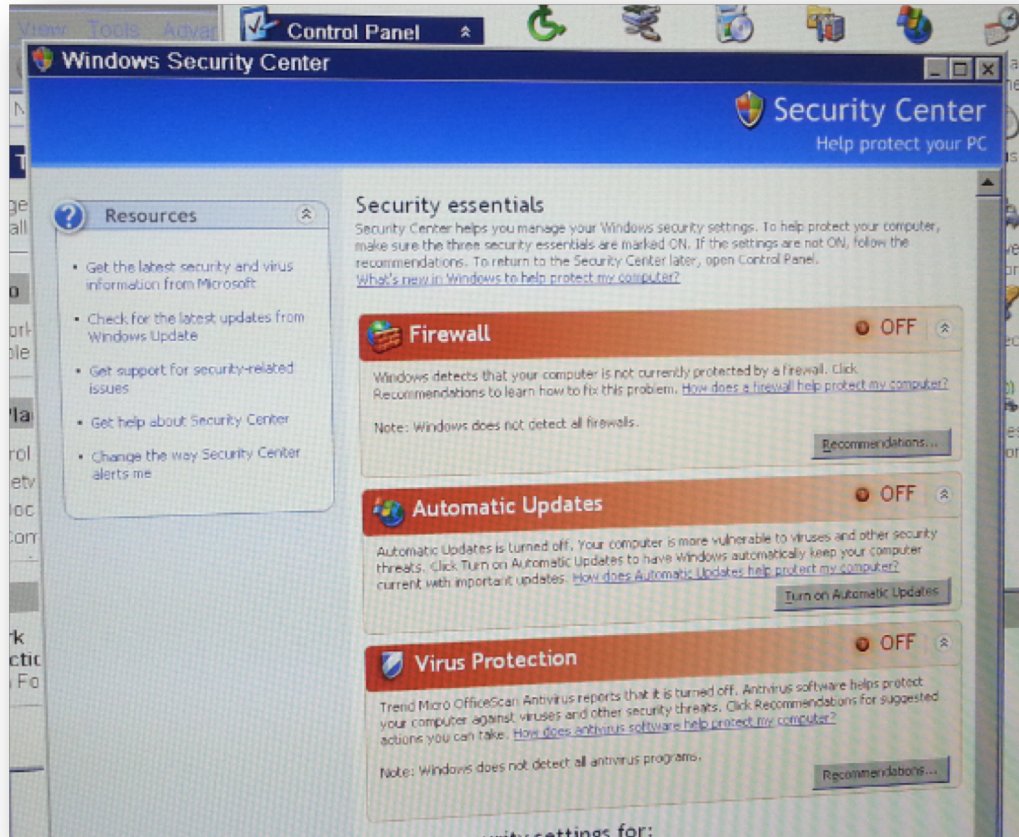 View Tools Advan
Control Panel
Windows Security Center
Security Center
Help protect your PC
Resources
Get the latest security and virus
information from Microsoft
Check for the latest updates from
Windows Update
Get support for security-related
issues
Get help about Security Center
Change the way Security Center
alerts me
Security essentials
Security Center helps you manage your Windows security settings. To help protect your computer,
make sure the three security essentials are marked ON. If the settings are not ON, follow the
recommendations. To return to the Security Center later, open Control Panel.
What's new in Windows to help protect my computer?
Firewall
OFF
Windows detects that your computer is not currently protected by a firewall. Click
Recommendations to learn how to fix this problem. How does a firewall help protect my computer?
Note: Windows does not detect all firewalls.
Recommendations...
Automatic Updates
OFF
Automatic Updates is turned off. Your computer is more vulnerable to viruses and other security
threats. Click Turn on Automatic Updates to have Windows automatically keep your computer
current with important updates. How does Automatic Updates help protect my computer?
Turn on Automatic Updates
Virus Protection
OFF
Trend Micro OfficeScan Antivirus reports that it is turned off. Antivirus software helps protect
your computer against viruses and other security threats. Click Recommendations for suggested
actions you can take. How does antivirus software help protect my computer?
Note: Windows does not detect all antivirus programs.
Recommendations...
settings for: